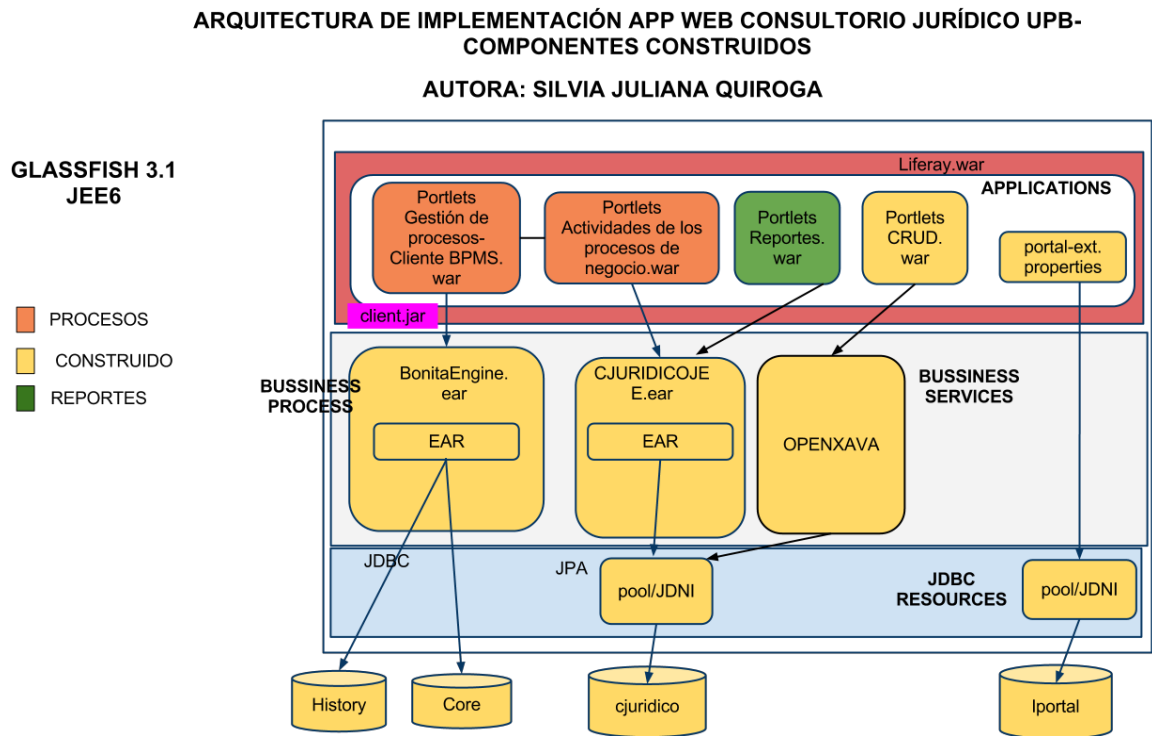 ARQUITECTURA DE IMPLEMENTACIÓN APP WEB CONSULTORIO JURÍDICO UPB-
COMPONENTES CONSTRUIDOS
AUTORA: SILVIA JULIANA QUIROGA
GLASSFISH 3.1
JEE6
Liferay.war
APPLICATIONS
Portlets
Gestión de
procesos-
Cliente BPMS.
war
Portlets
Actividades de los
procesos de
negocio.war
Portlets
Reportes.
war
Portlets
CRUD.
war
portal-ext.
properties
client.jar
PROCESOS
CONSTRUIDO
REPORTES
BUSSINESS
PROCESS
BonitaEngine.
ear
EAR
CJURIDICOJE
E.ear
EAR
OPENXAVA
BUSSINESS
SERVICES
JDBC
JPA
pool/JDNI
JDBC
RESOURCES
pool/JDNI
History
Core
cjuridico
lportal